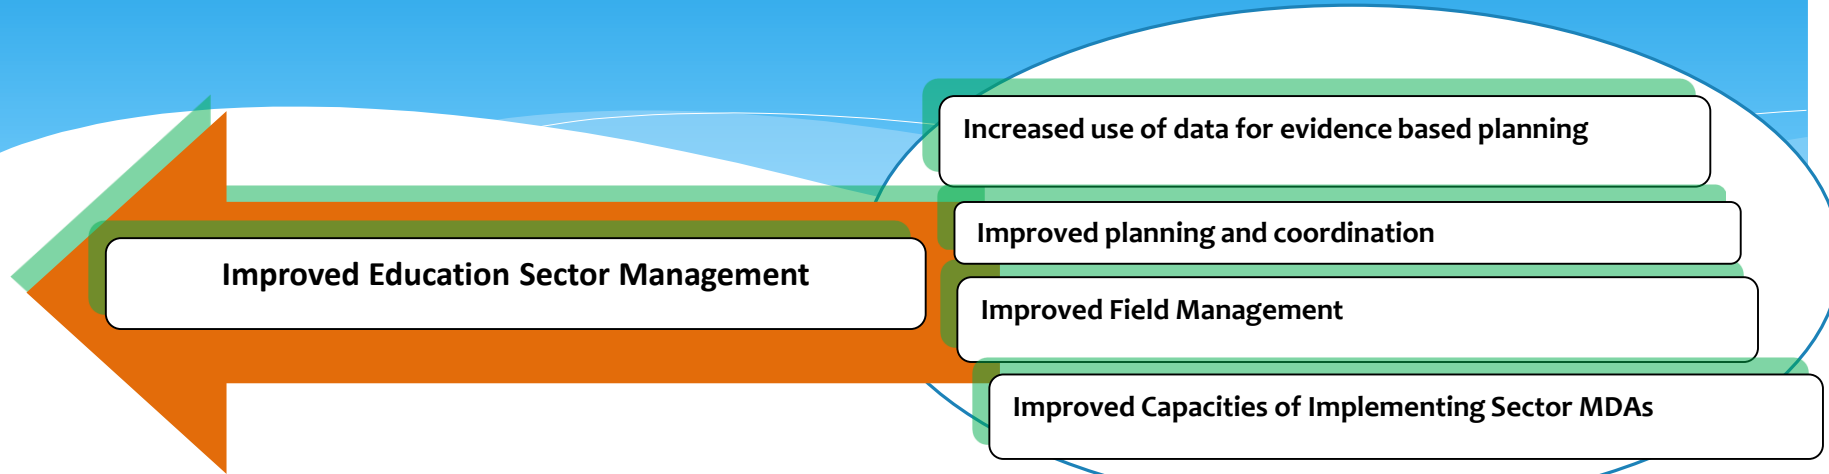 Increased use of data for evidence based planning
Improved planning and coordination
Improved Education Sector Management
Improved Field Management
Improved Capacities of Implementing Sector MDAs